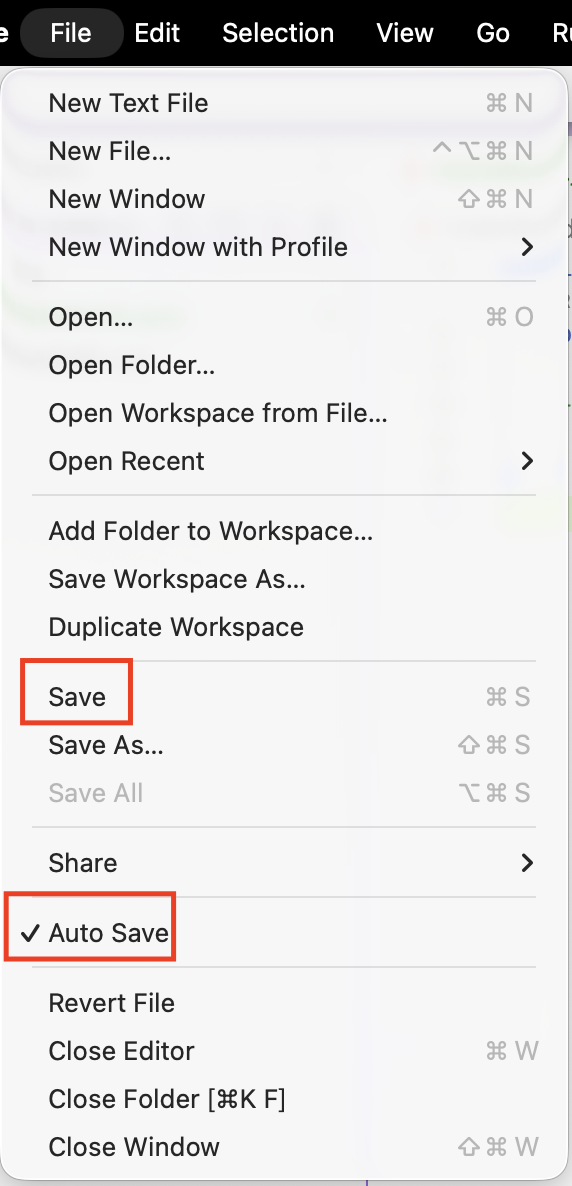 File Edit Selection View Go
New Text File ⌘ N
New File... ^⌥⌘ N
New Window ⇧⌘ N
New Window with Profile >
Open... ⌘ O
Open Folder...
Open Workspace from File...
Open Recent >
Add Folder to Workspace...
Save Workspace As...
Duplicate Workspace
Save ⌘ S
Save As... ⇧⌘ S
Save All ⌥⌘ S
Share >
✓ Auto Save
Revert File
Close Editor ⌘ W
Close Folder [⌘K F]
Close Window ⇧⌘ W